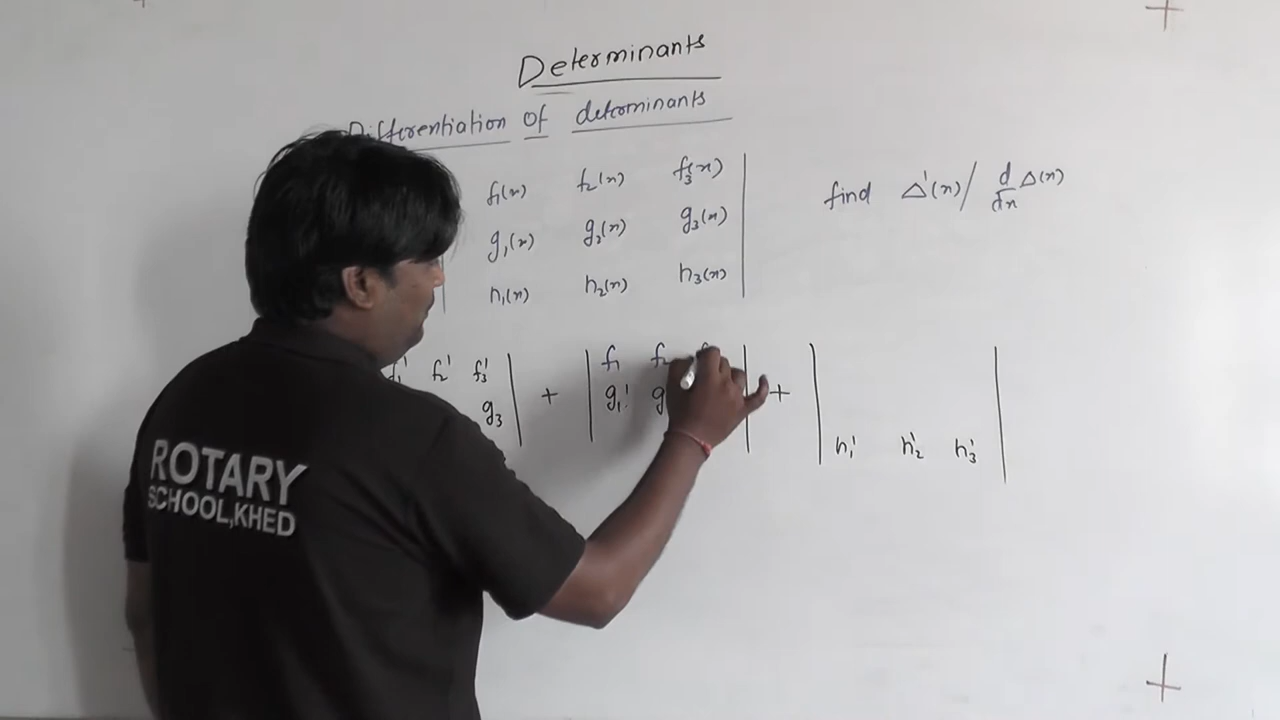 Determinants
Differentiation of determinants
f₁(x) f₂(x) f₃(x)
g₁(x) g₂(x) g₃(x)
h₁(x) h₂(x) h₃(x)
find Δ'(x) / d/dx Δ(x)
f₁' f₂' f₃' + f₁ f₂ +
g₃ g₁'
h₁' h₂' h₃'
ROTARY
SCHOOL,KHED